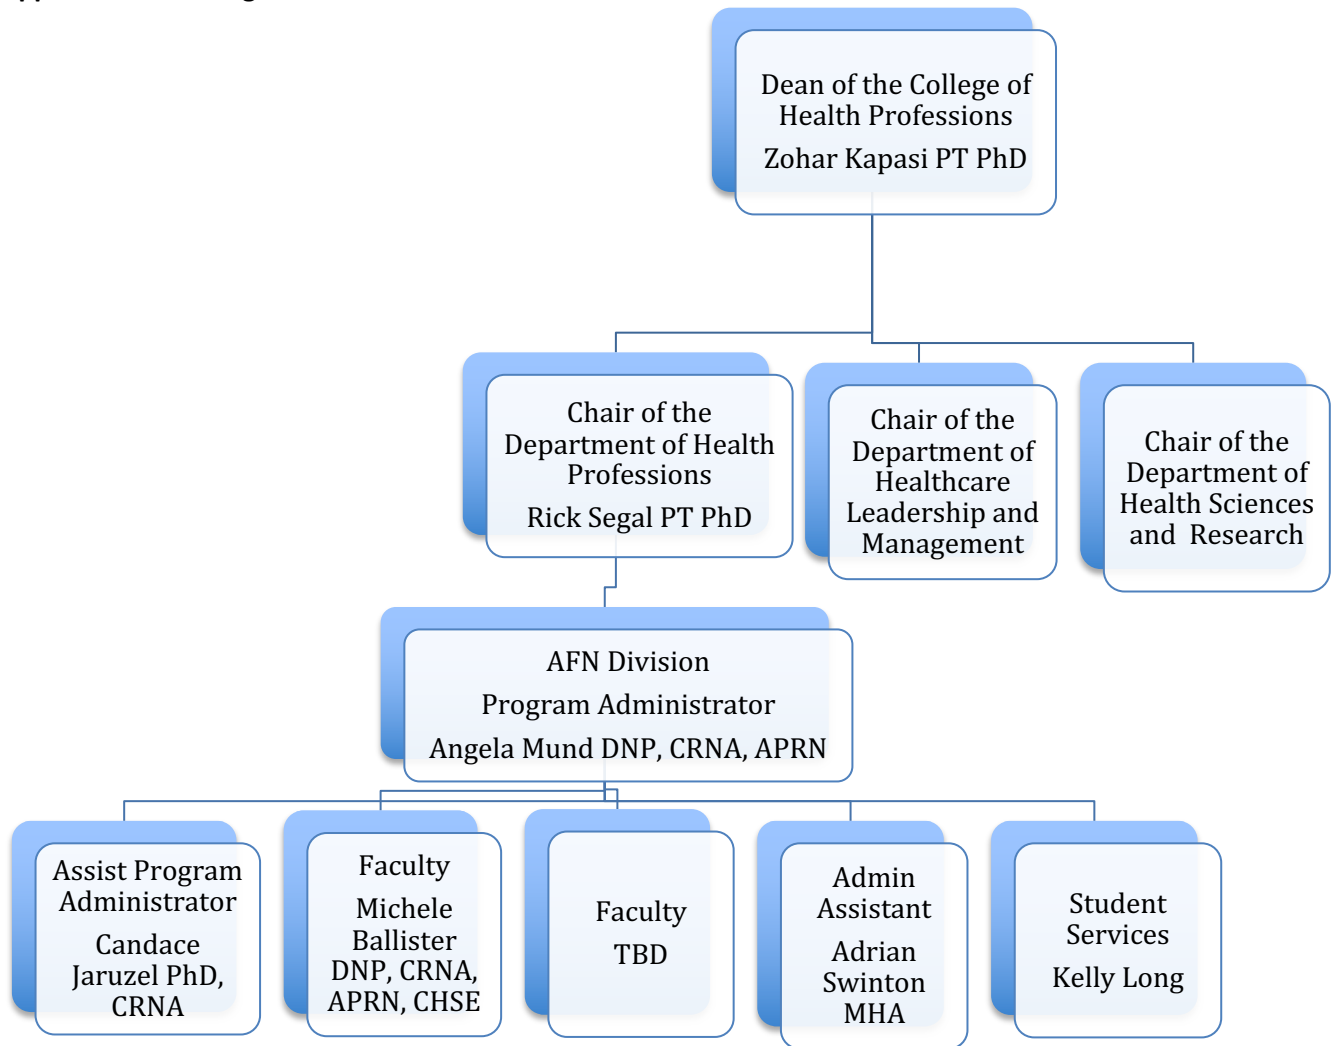 Dean of the College of
Health Professions
Zohar Kapasi PT PhD
Chair of the
Department of Health
Professions
Rick Segal PT PhD
Chair of the
Department of
Healthcare
Leadership and
Management
Chair of the
Department of
Health Sciences
and Research
AFN Division
Program Administrator
Angela Mund DNP, CRNA, APRN
Assist Program
Administrator
Candace
Jaruzel PhD,
CRNA
Faculty
Michele
Ballister
DNP, CRNA,
APRN, CHSE
Faculty
TBD
Admin
Assistant
Adrian
Swinton
MHA
Student
Services
Kelly Long